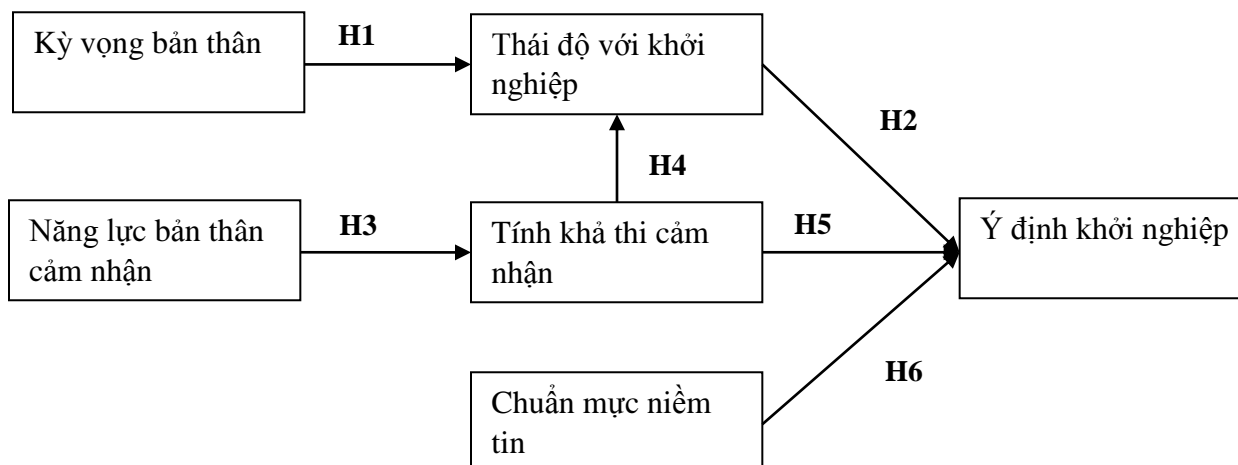 Kỳ vọng bản thân
H1
Thái độ với khởi
nghiệp
H2
H4
Năng lực bản thân
cảm nhận
H3
Tính khả thi cảm
nhận
H5
Ý định khởi nghiệp
H6
Chuẩn mực niềm
tin